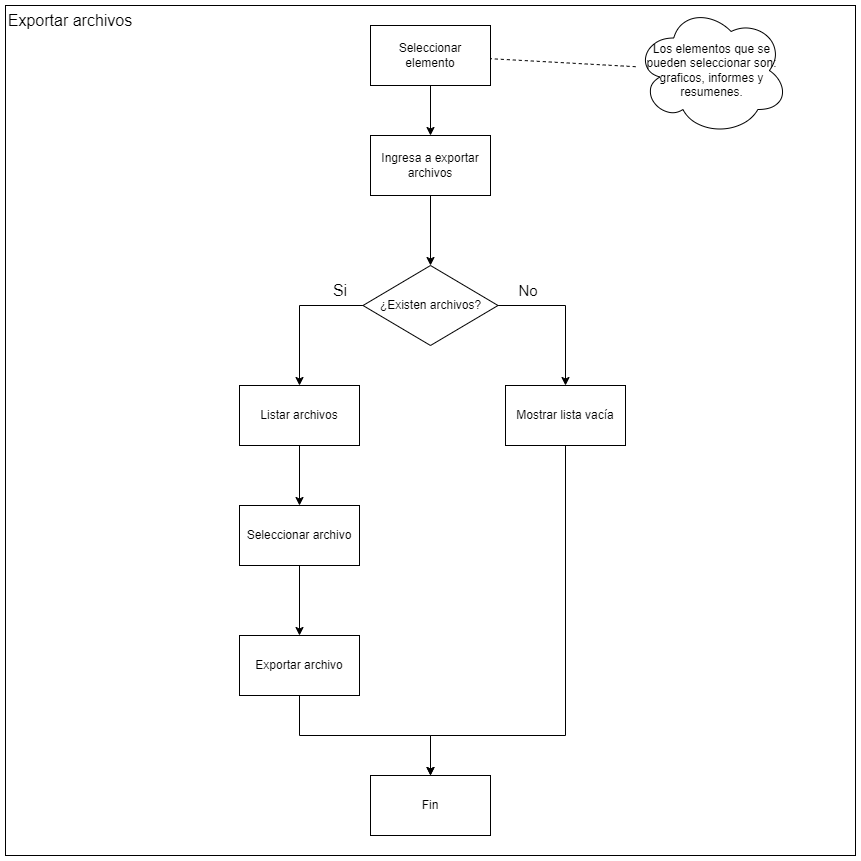 Exportar archivos
Seleccionar
elemento
Los elementos que se
pueden seleccionar son:
graficos, informes y
resumenes.
Ingresa a exportar
archivos
¿Existen archivos?
Si
No
Listar archivos
Mostrar lista vacía
Seleccionar archivo
Exportar archivo
Fin